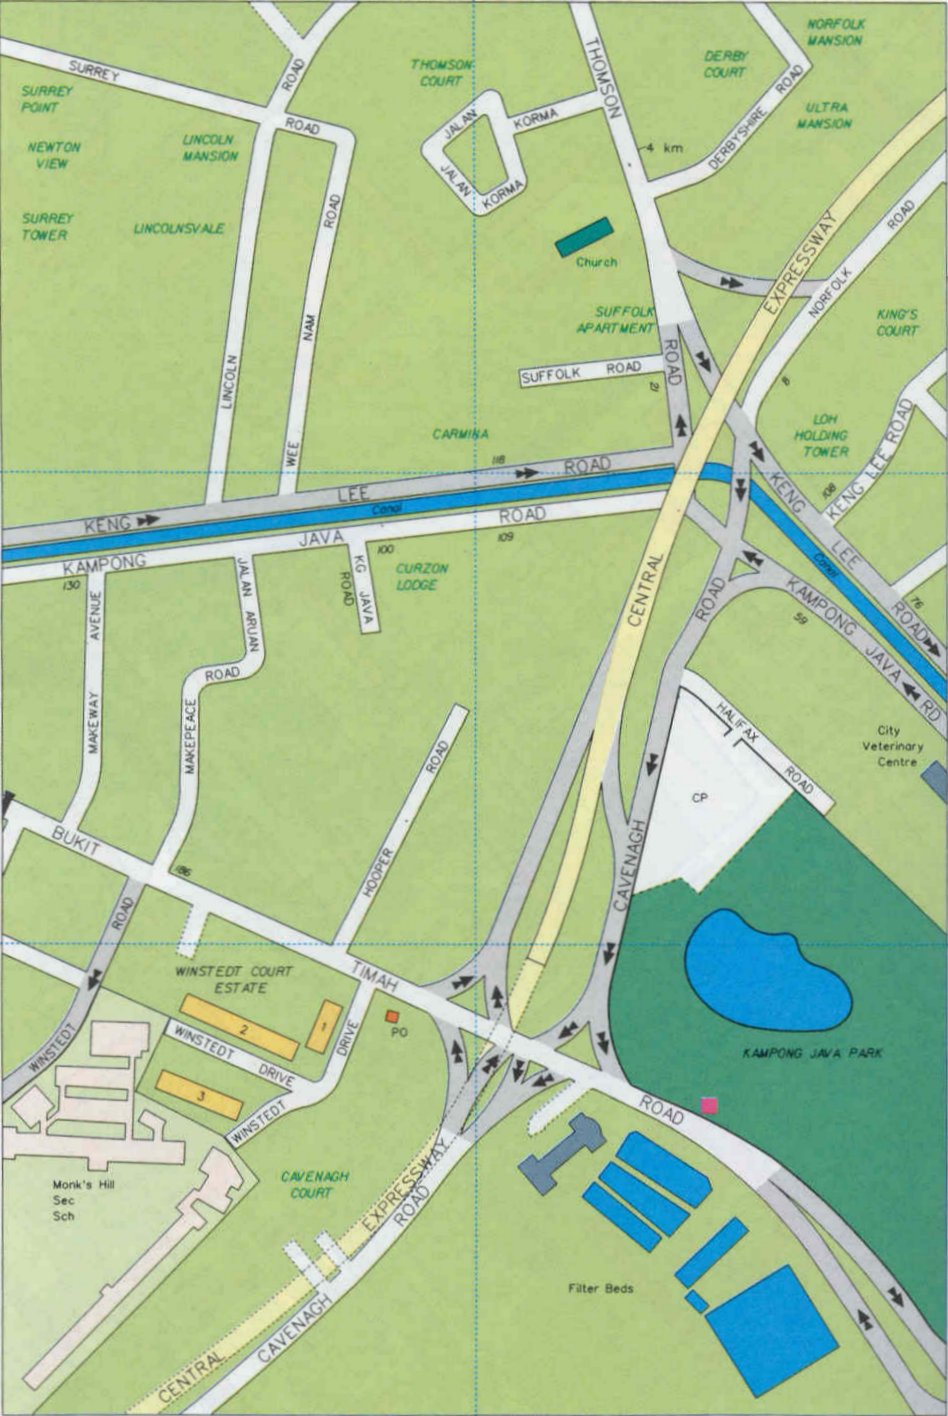 NORFOLK
MANSION
THOMSON
COURT
DERBY
COURT
SURREY
ROAD
THOMSON
ROAD
SURREY
POINT
JALAN
KORMA
ROAD
ULTRA
MANSION
NEWTON
VIEW
LINCOLN
MANSION
4 km
DERBYSHIRE
JALAN
KORMA
SURREY
TOWER
LINCOLNSVALE
ROAD
EXPRESSWAY
ROAD
Church
NORFOLK
SUFFOLK
APARTMENT
KING'S
COURT
NAM
ROAD
SUFFOLK ROAD
21
8
LINCOLN
WEE
CARMINA
LOH
HOLDING
TOWER
KENG LEE ROAD
118
ROAD
108
KENG
LEE
KENG
LEE
ROAD
Canal
Canal
ROAD
JAVA
KAMPONG
100
109
130
CURZON
LODGE
KG JAVA
ROAD
JALAN ARUAN
AVENUE
MAKEWAY
CENTRAL
ROAD
KAMPONG
JAVA
RD
59
76
ROAD
MAKEPEACE
HALIFAX
ROAD
City
Veterinary
Centre
ROAD
HOOPER
CP
CAVENAGH
BUKIT
186
ROAD
WINSTEDT COURT
ESTATE
TIMAH
2
1
PO
WINSTEDT
WINSTEDT
DRIVE
DRIVE
3
WINSTEDT
KAMPONG JAVA PARK
ROAD
Monk's Hill
Sec
Sch
CAVENAGH
COURT
EXPRESSWAY
ROAD
Filter Beds
CAVENAGH
CENTRAL